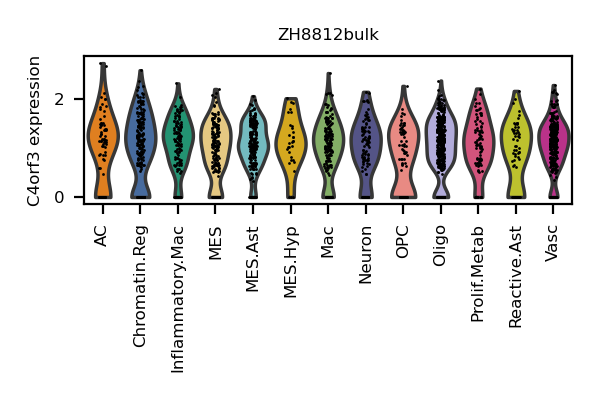 ZH8812bulk
C4orf3 expression
2
0
AC
Chromatin.Reg
Inflammatory.Mac
MES
MES.Ast
MES.Hyp
Mac
Neuron
OPC
Oligo
Prolif.Metab
Reactive.Ast
Vasc